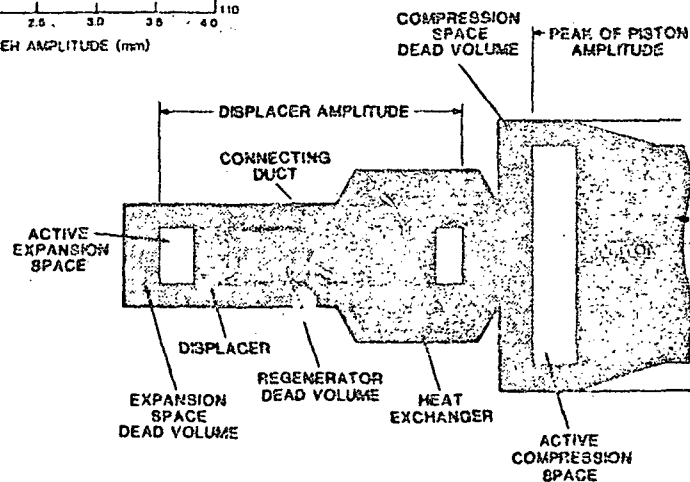 2.5 3.0 3.5 4.0 110
ER AMPLITUDE (mm)
COMPRESSION
SPACE
DEAD VOLUME
PEAK OF PISTON
AMPLITUDE
DISPLACER AMPLITUDE
CONNECTING
DUCT
ACTIVE
EXPANSION
SPACE
DISPLACER
EXPANSION
SPACE
DEAD VOLUME
REGENERATOR
DEAD VOLUME
HEAT
EXCHANGER
ACTIVE
COMPRESSION
SPACE